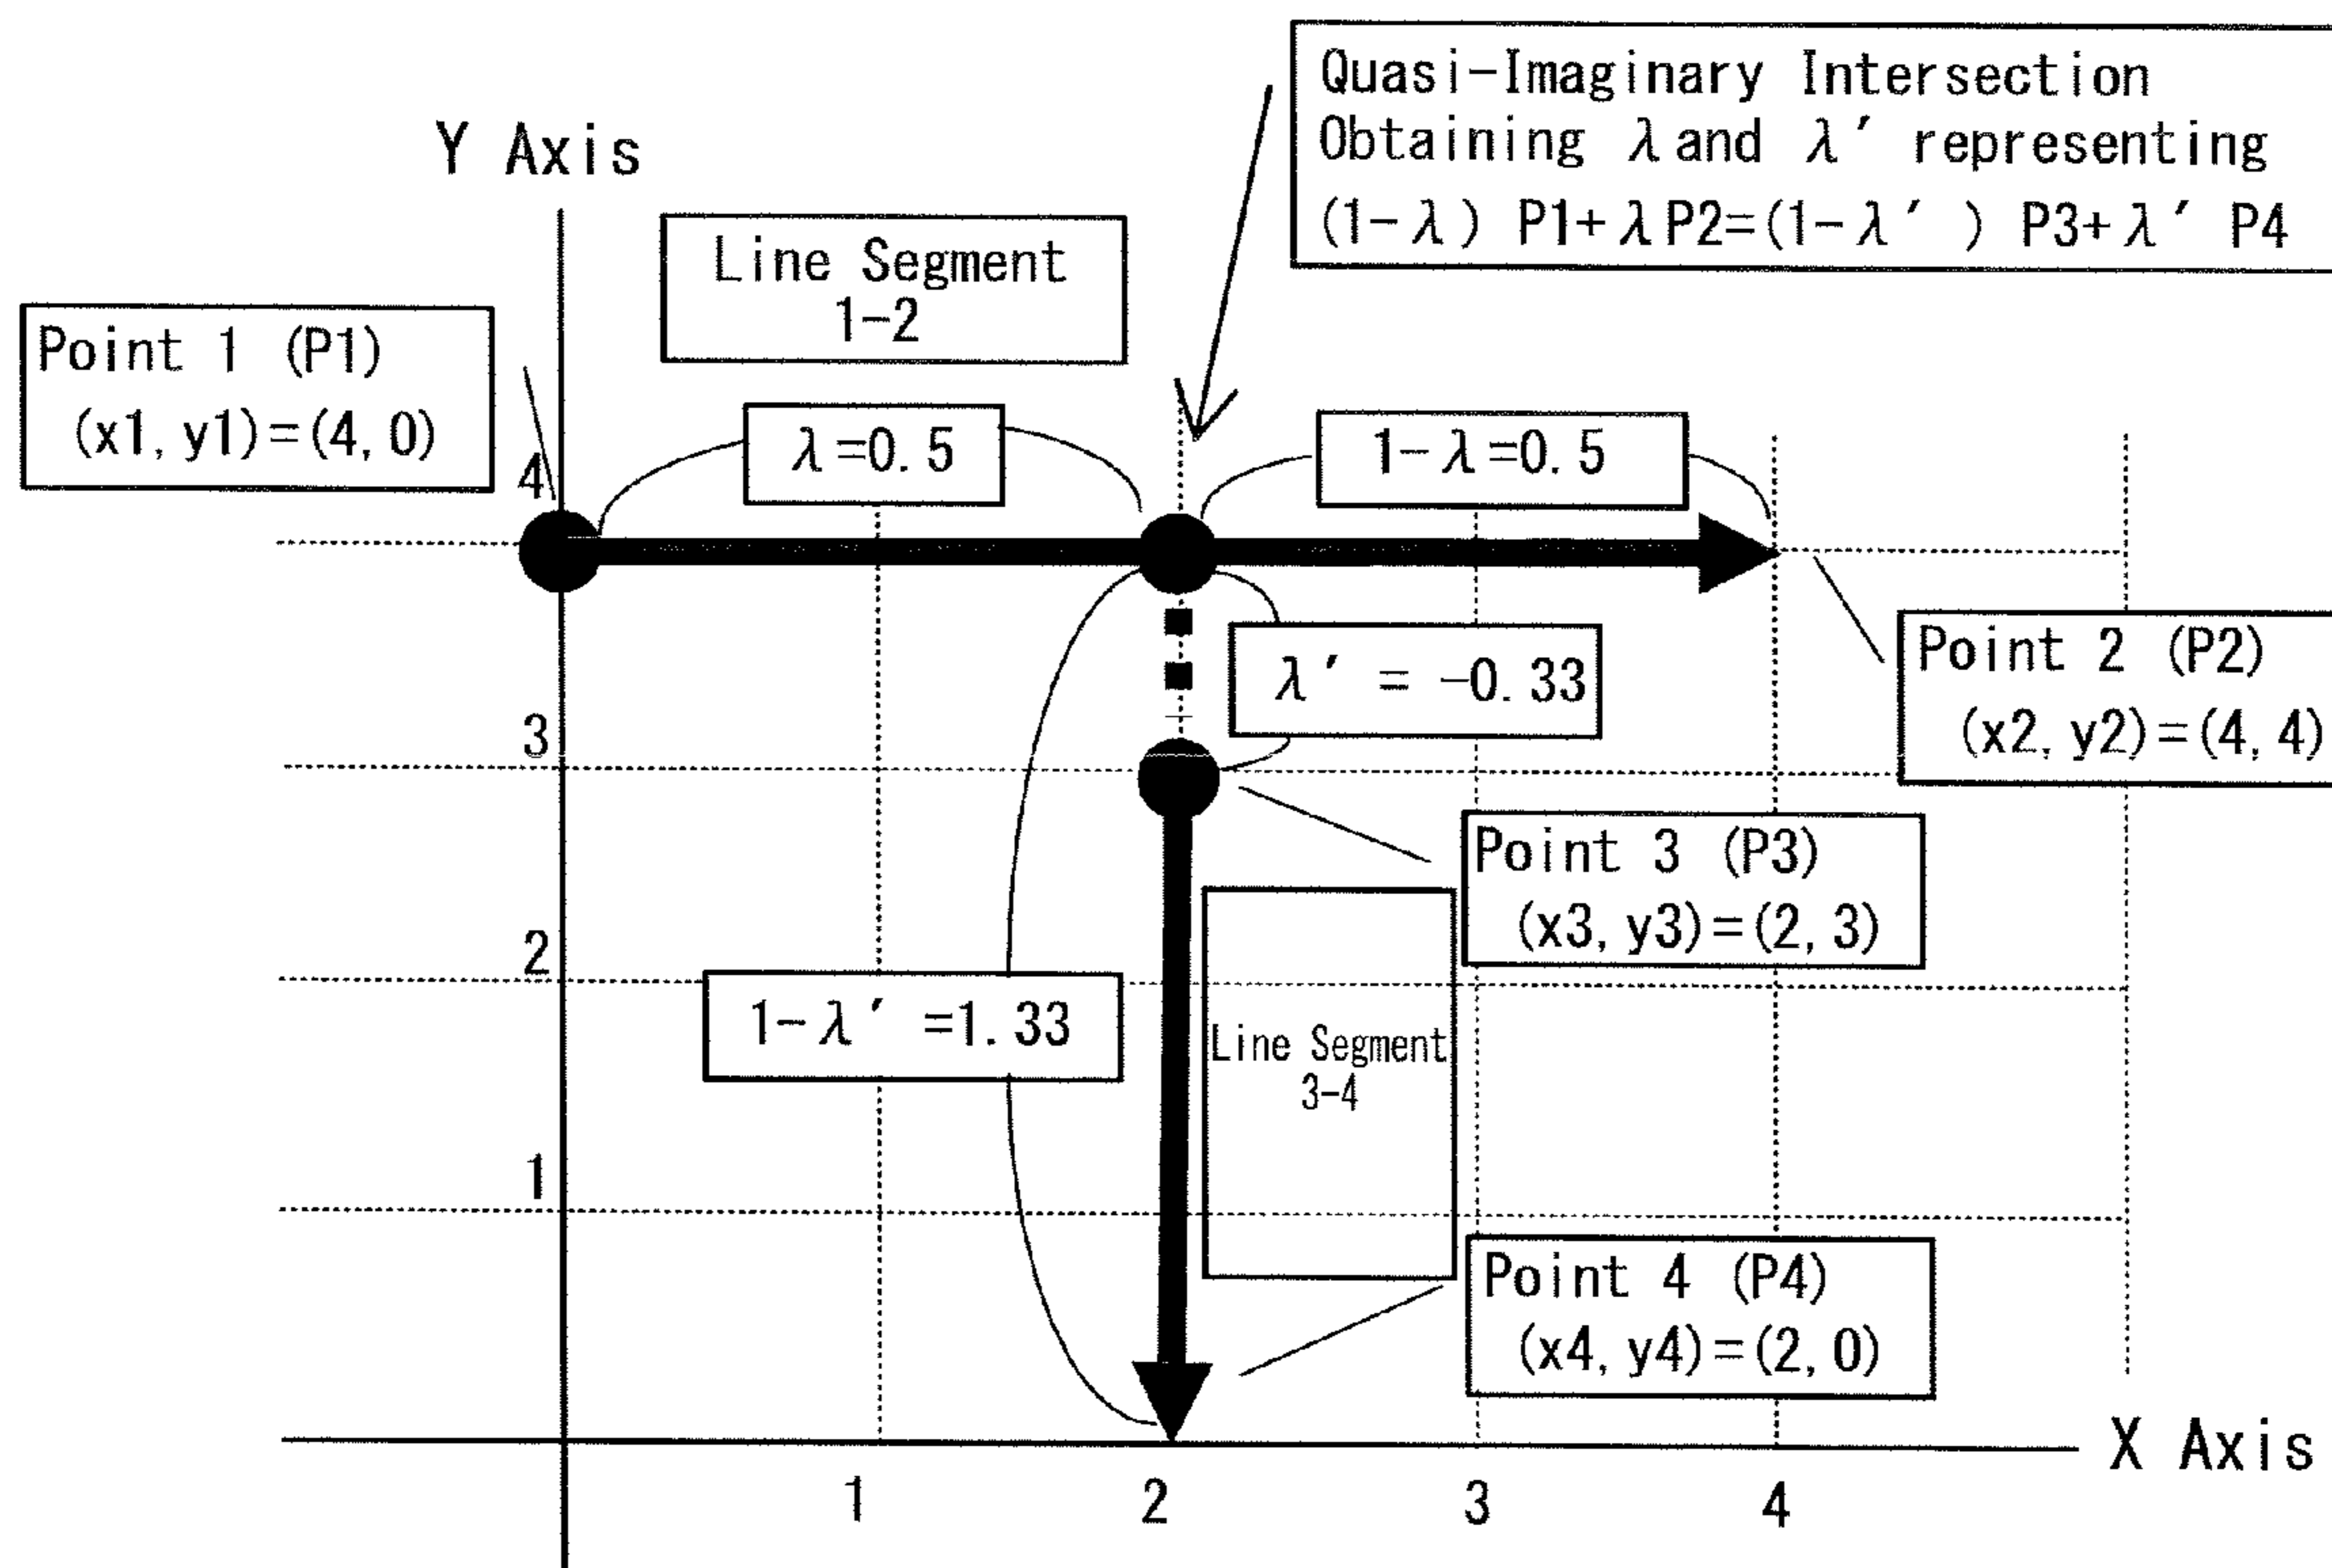 Quasi-Imaginary Intersection
Obtaining λ and λ′ representing
(1-λ) P1+λP2=(1-λ′ ) P3+λ′ P4
Y Axis
Line Segment
1-2
Point 1 (P1)
(x1, y1)=(4, 0)
λ=0.5
1-λ=0.5
4
λ′ = -0.33
Point 2 (P2)
(x2, y2)=(4, 4)
3
Point 3 (P3)
(x3, y3)=(2, 3)
2
1-λ′ =1.33
Line Segment
3-4
1
Point 4 (P4)
(x4, y4)=(2, 0)
X Axis
1 2 3 4